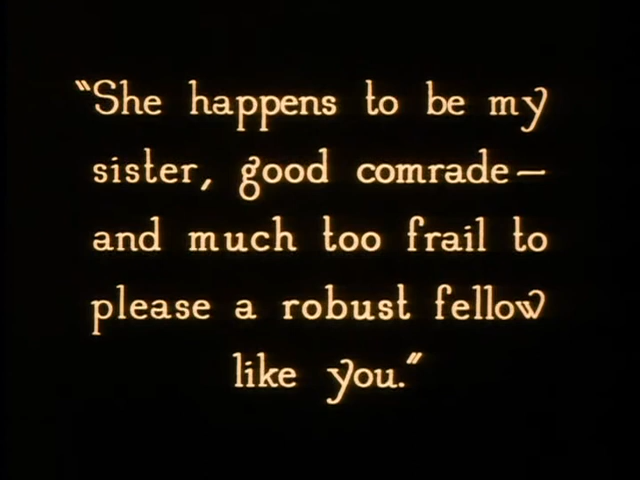 "She happens to be my
sister, good comrade—
and much too frail to
please a robust fellow
like you."